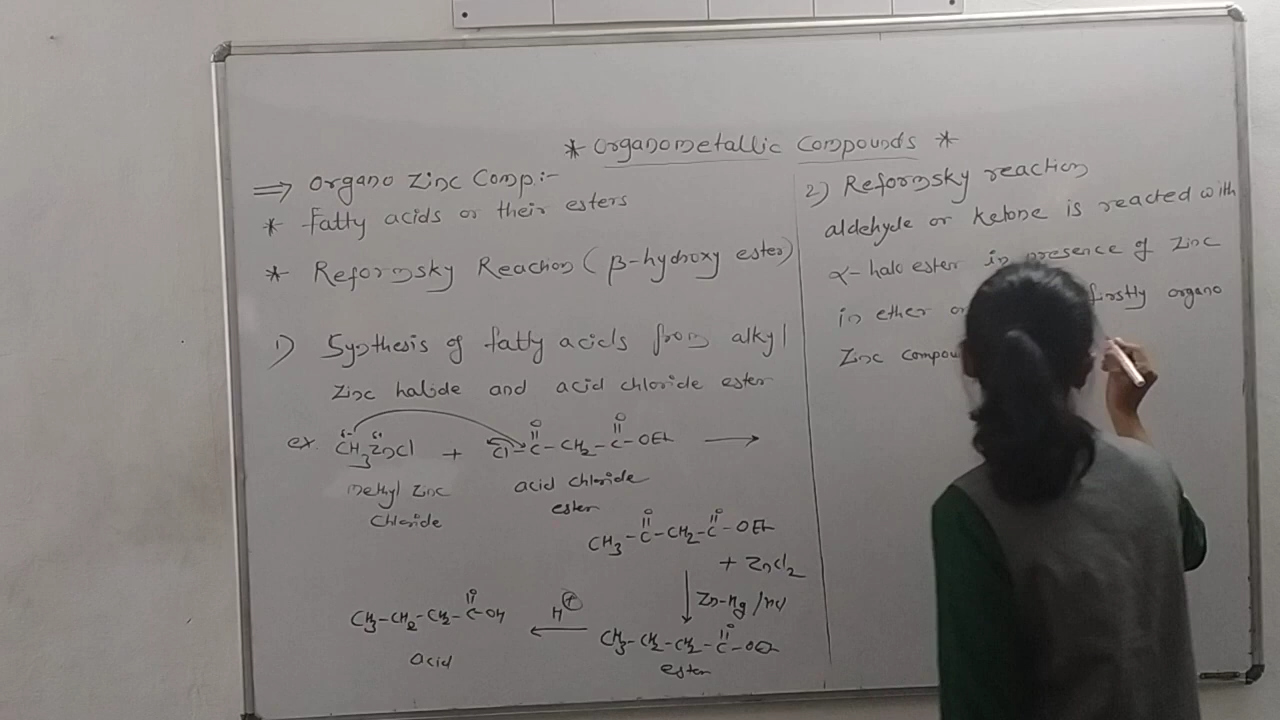 * Organometallic Compounds *
⇒ Organo Zinc Comp:-
* Fatty acids or their esters
* Reformsky Reaction (β-hydroxy ester)
1) Synthesis of fatty acids from alkyl
Zinc halide and acid chloride ester
ex. CH₃ZnCl + Cl-C-CH₂-C-OEt →
δ- δ+ O O
Methyl Zinc
Chloride
acid chloride
ester
O O
CH₃-C-CH₂-C-OEt
+ ZnCl₂
↓ Zn-Hg/HCl
O
CH₃-CH₂-CH₂-C-OEt
ester
← H⊕
O
CH₃-CH₂-CH₂-C-OH
acid
2) Reformsky reaction
aldehyde or ketone is reacted with
α-halo ester in presence of Zinc
in ether or firstly organo
Zinc compou